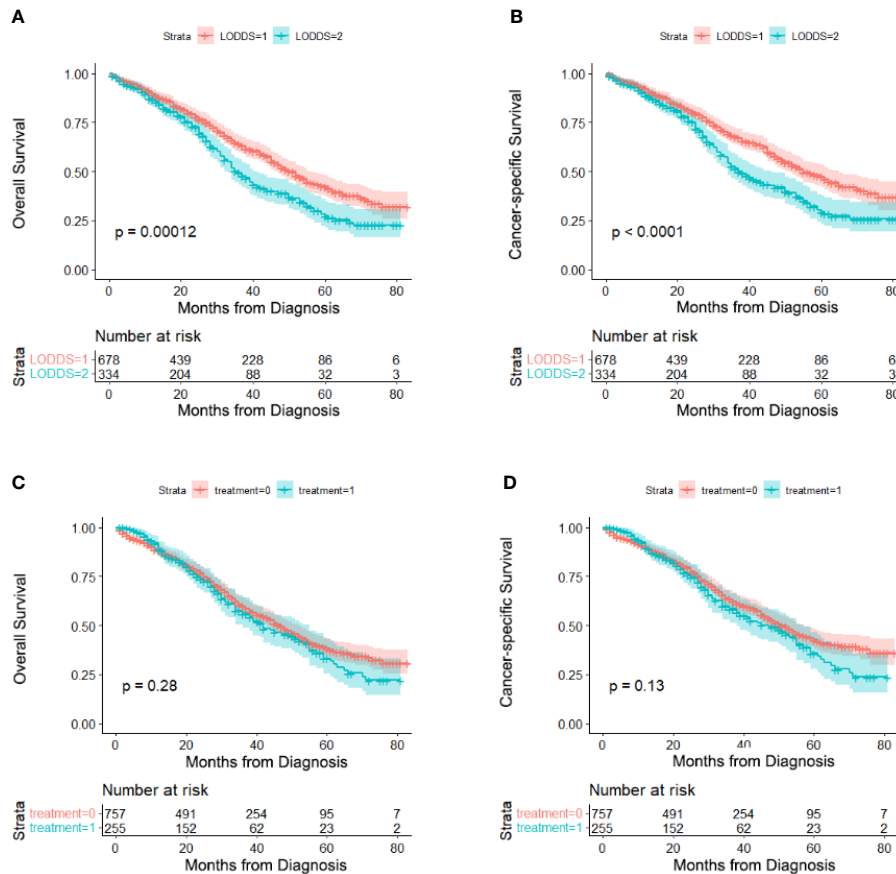 A
Strata LODDS=1 LODDS=2
1.00
0.75
0.50
0.25
0.00
Overall Survival
p = 0.00012
0 20 40 60 80
Months from Diagnosis
Number at risk
Strata
LODDS=1 678 439 228 86 6
LODDS=2 334 204 88 32 3
0 20 40 60 80
Months from Diagnosis
B
Strata LODDS=1 LODDS=2
1.00
0.75
0.50
0.25
0.00
Cancer-specific Survival
p < 0.0001
0 20 40 60 80
Months from Diagnosis
Number at risk
Strata
LODDS=1 678 439 228 86 6
LODDS=2 334 204 88 32 3
0 20 40 60 80
Months from Diagnosis
C
Strata treatment=0 treatment=1
1.00
0.75
0.50
0.25
0.00
Overall Survival
p = 0.28
0 20 40 60 80
Months from Diagnosis
Number at risk
Strata
treatment=0 757 491 254 95 7
treatment=1 255 152 62 23 2
0 20 40 60 80
Months from Diagnosis
D
Strata treatment=0 treatment=1
1.00
0.75
0.50
0.25
0.00
Cancer-specific Survival
p = 0.13
0 20 40 60 80
Months from Diagnosis
Number at risk
Strata
treatment=0 757 491 254 95 7
treatment=1 255 152 62 23 2
0 20 40 60 80
Months from Diagnosis